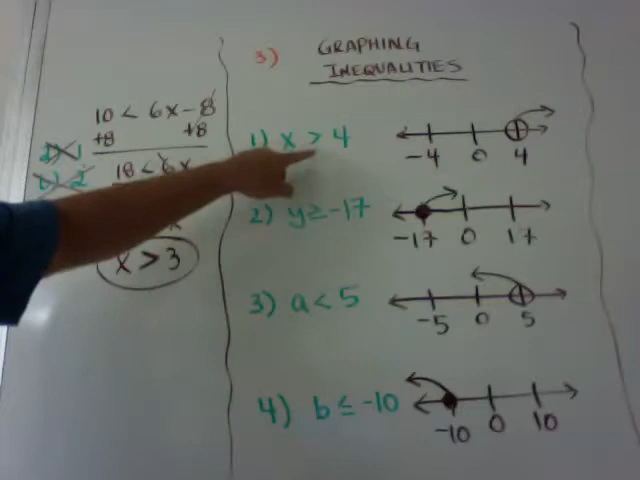 10 < 6x - 8
+8 +8
18 < 6x
x > 3
3) GRAPHING
INEQUALITIES
1) x > 4
-4 0 4
2) y ≥ -17
-17 0 17
3) a < 5
-5 0 5
4) b ≤ -10
-10 0 10